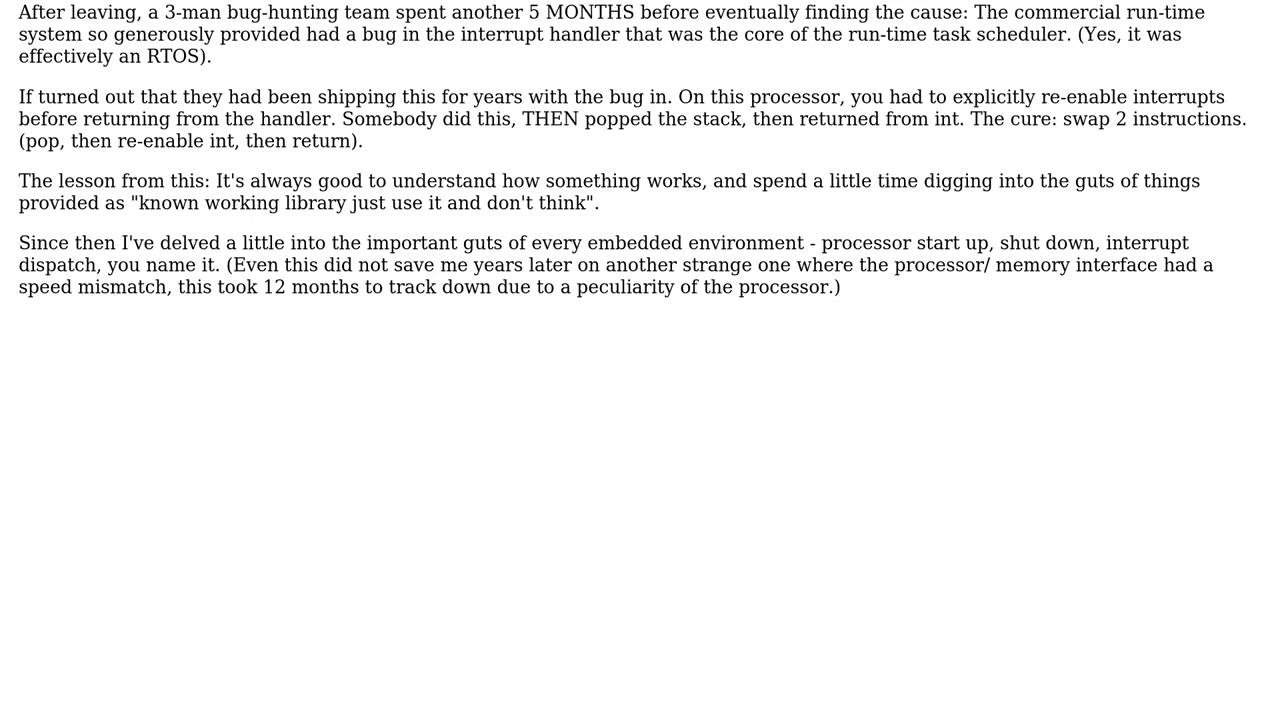 After leaving, a 3-man bug-hunting team spent another 5 MONTHS before eventually finding the cause: The commercial run-time
system so generously provided had a bug in the interrupt handler that was the core of the run-time task scheduler. (Yes, it was
effectively an RTOS).
If turned out that they had been shipping this for years with the bug in. On this processor, you had to explicitly re-enable interrupts
before returning from the handler. Somebody did this, THEN popped the stack, then returned from int. The cure: swap 2 instructions.
(pop, then re-enable int, then return).
The lesson from this: It's always good to understand how something works, and spend a little time digging into the guts of things
provided as "known working library just use it and don't think".
Since then I've delved a little into the important guts of every embedded environment - processor start up, shut down, interrupt
dispatch, you name it. (Even this did not save me years later on another strange one where the processor/ memory interface had a
speed mismatch, this took 12 months to track down due to a peculiarity of the processor.)